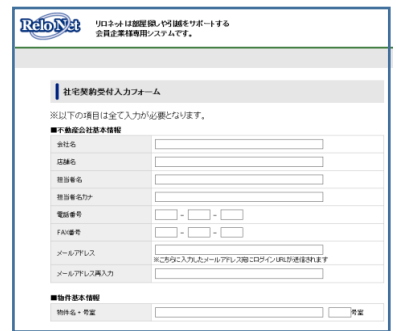 ReloNet
リロネットは部屋探しや引越をサポートする
会員企業様専用システムです。
社宅契約受付入力フォーム
※以下の項目は全て入力が必要となります。
■不動産会社基本情報
会社名
店舗名
担当者名
担当者名カナ
電話番号 - -
FAX番号 - -
メールアドレス
※こちらに入力したメールアドレス宛にログインURLが送信されます
メールアドレス再入力
■物件基本情報
物件名 + 号室 号室